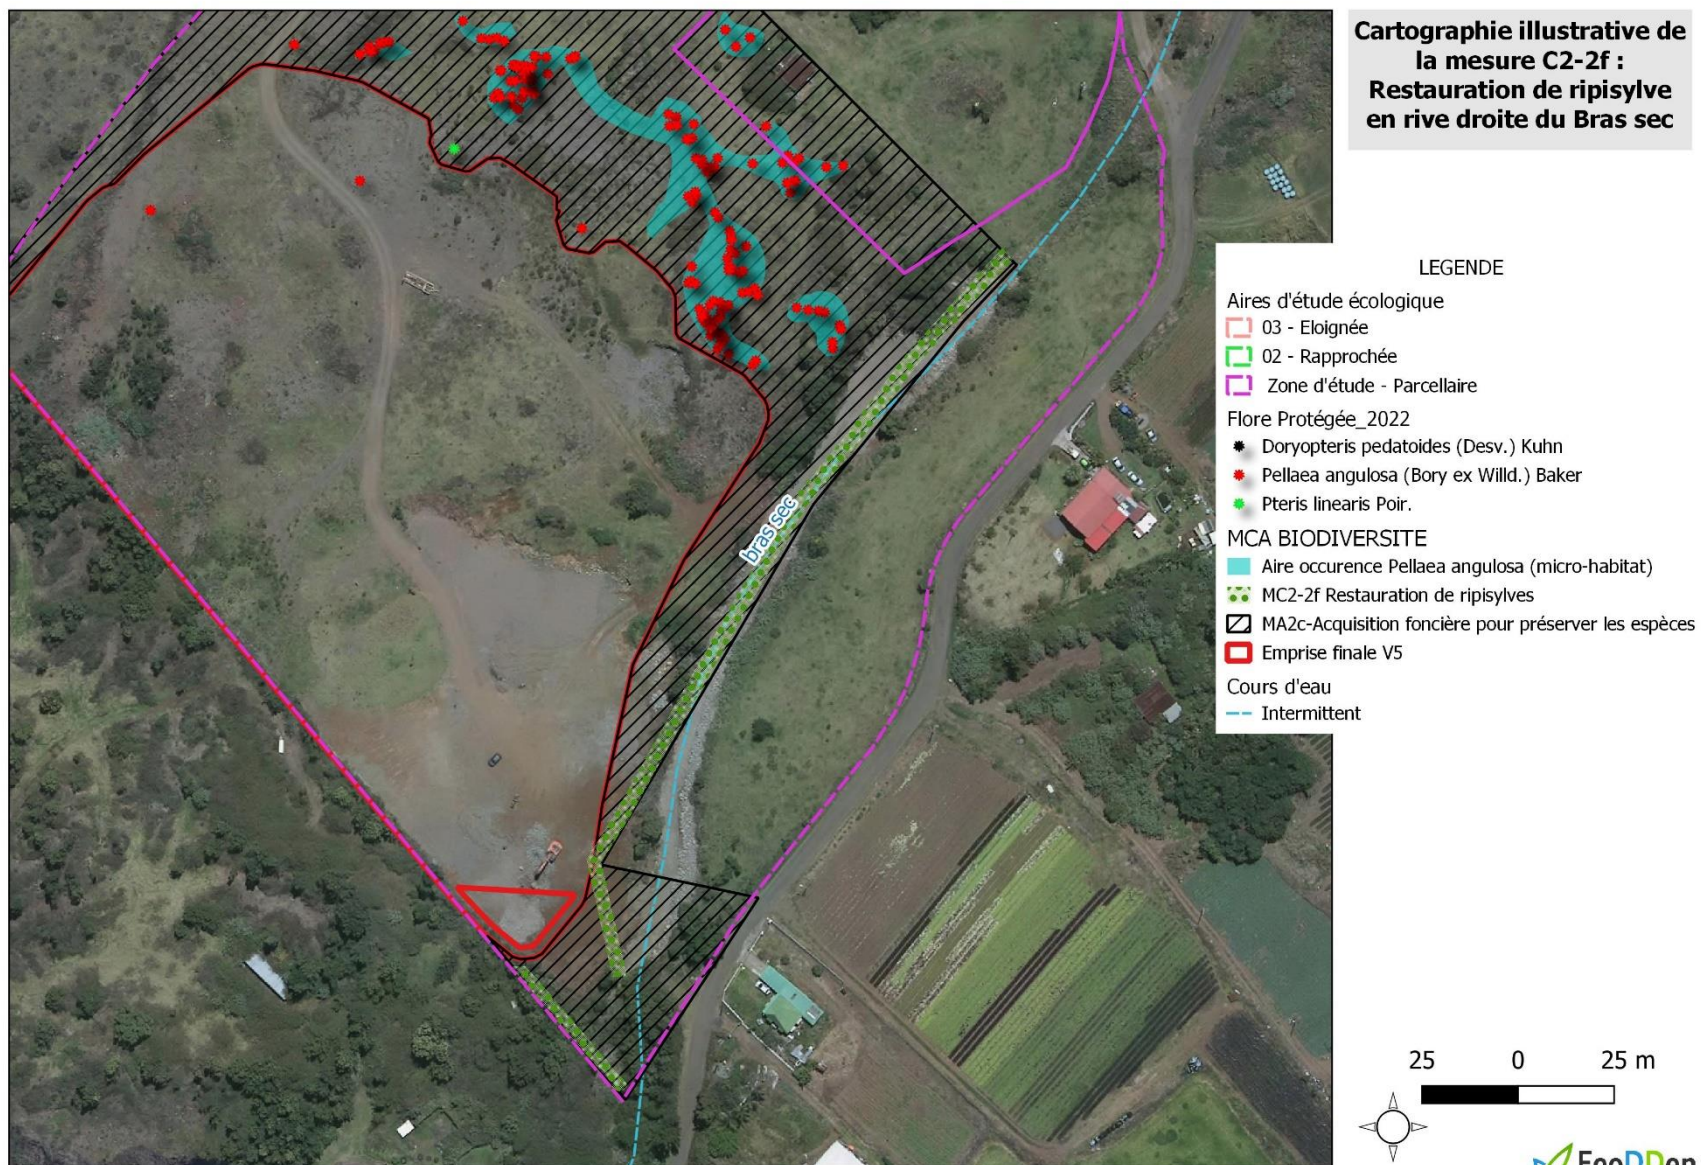 Cartographie illustrative de
la mesure C2-2f :
Restauration de ripisylve
en rive droite du Bras sec
LEGENDE
Aires d'étude écologique
03 - Eloignée
02 - Rapprochée
Zone d'étude - Parcellaire
Flore Protégée_2022
Doryopteris pedatoides (Desv.) Kuhn
Pellaea angulosa (Bory ex Willd.) Baker
Pteris linearis Poir.
MCA BIODIVERSITE
Aire occurence Pellaea angulosa (micro-habitat)
MC2-2f Restauration de ripisylves
MA2c-Acquisition foncière pour préserver les espèces
Emprise finale V5
Cours d'eau
Intermittent
bras sec
25 0 25 m